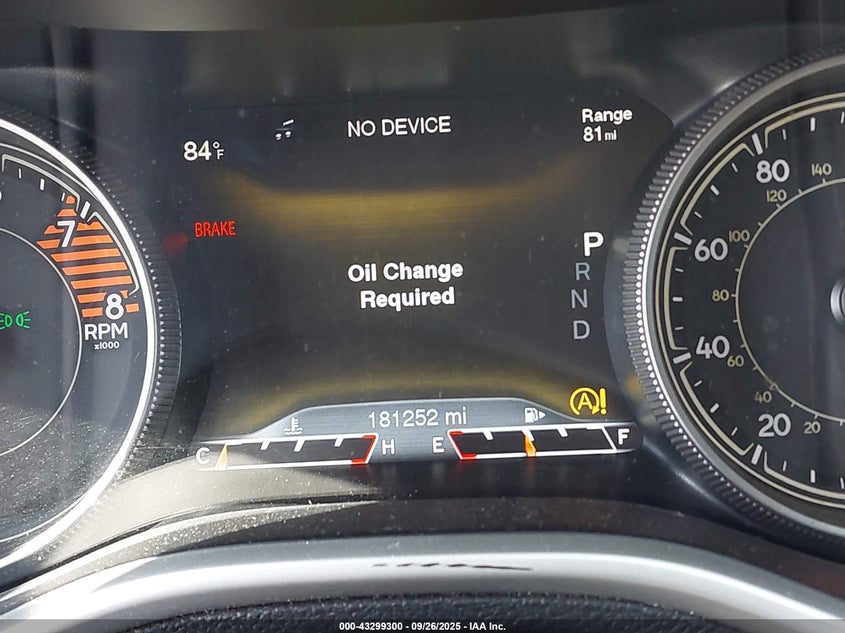 84°F
NO DEVICE
Range
81 mi
BRAKE
Oil Change
Required
P
R
N
D
7
8
RPM
x1000
181252 mi
C
H
E
F
A!
80
60
40
20
140
120
100
80
60
40
20
000-43299300 - 09/26/2025 - IAA Inc.